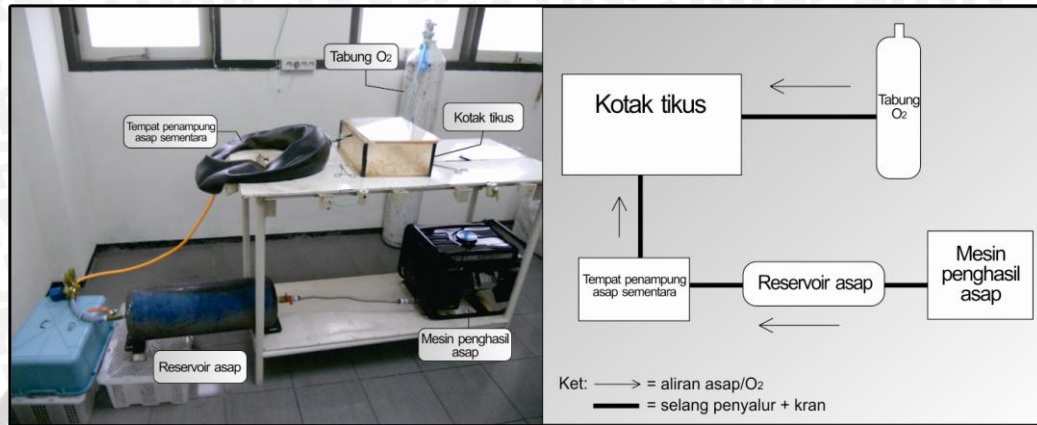 Tabung O2
Tempat penampung
asap sementara
Kotak tikus
Mesin penghasil
asap
Reservoir asap
Kotak tikus
Tabung
O2
Tempat penampung
asap sementara
Reservoir asap
Mesin
penghasil
asap
Ket: → = aliran asap/O2
= selang penyalur + kran